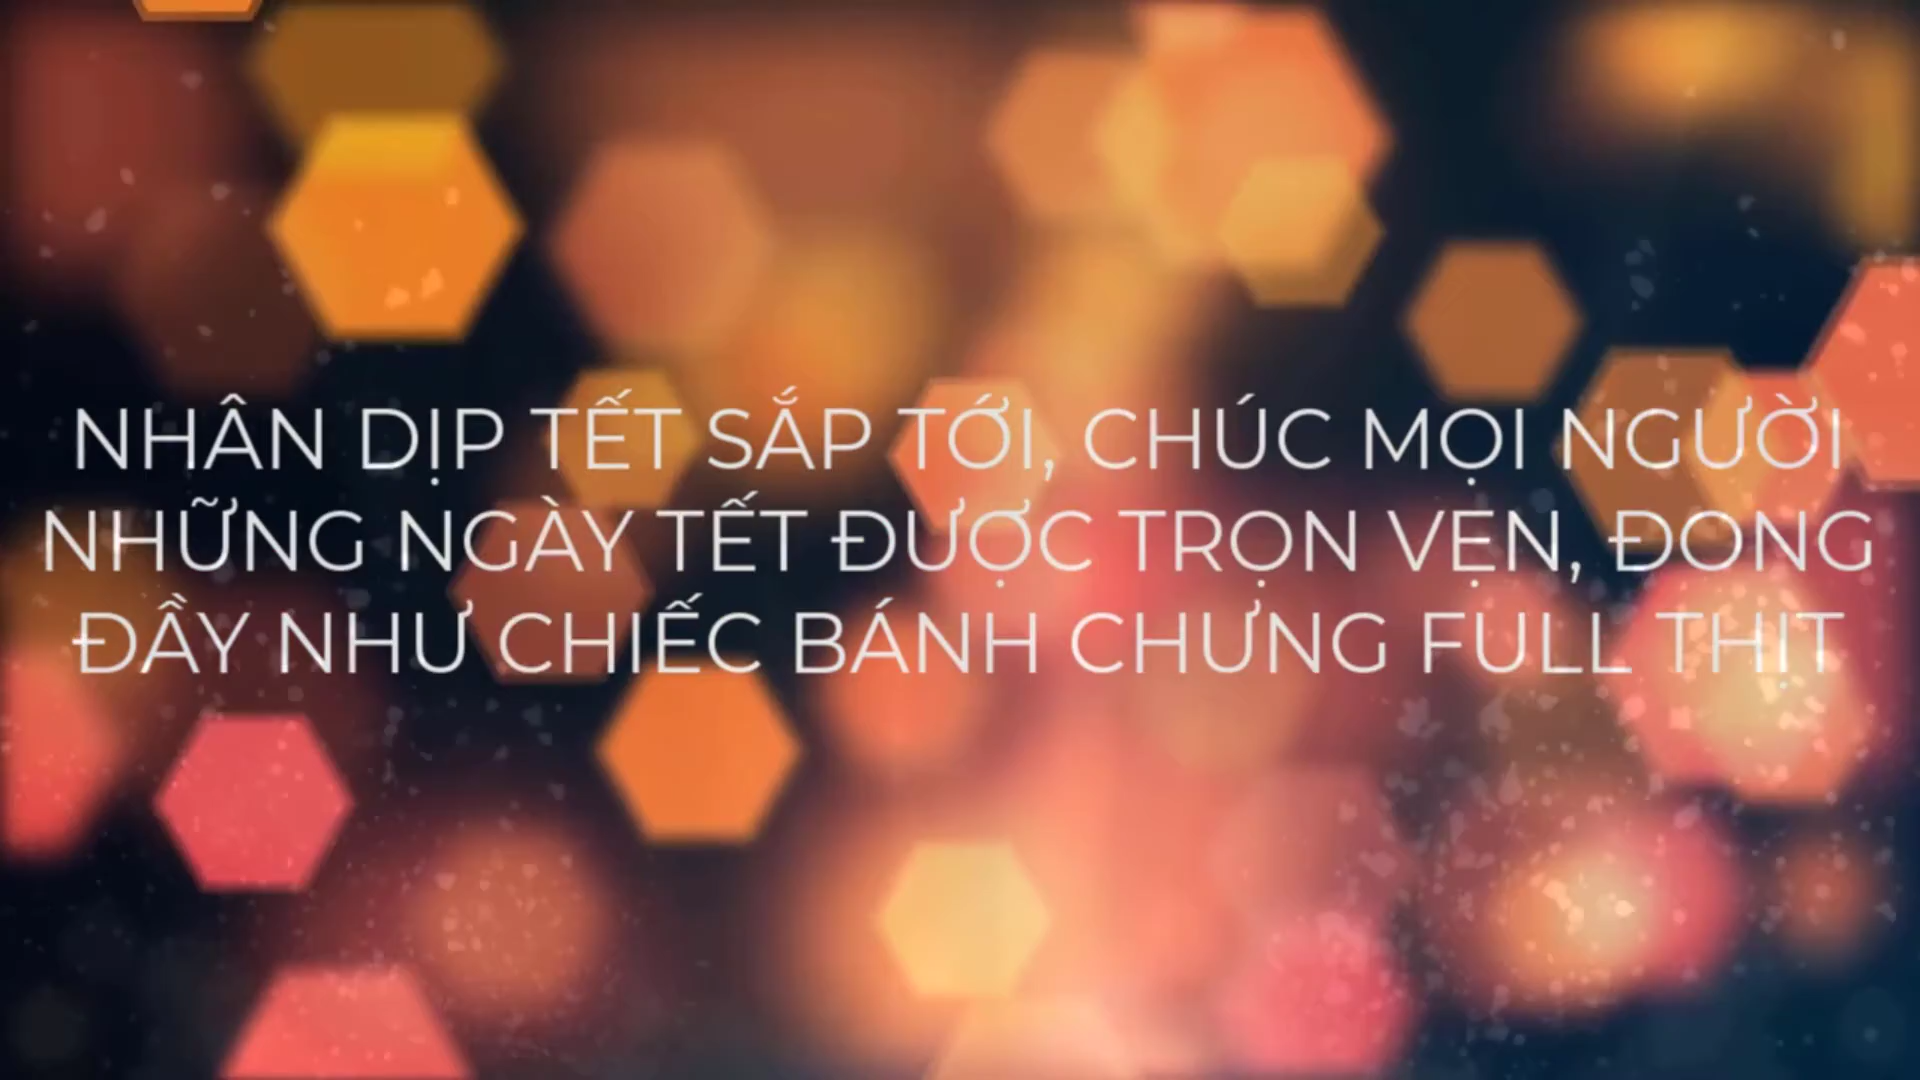 NHÂN DỊP TẾT SẮP TỚI, CHÚC MỌI NGƯỜI
NHỮNG NGÀY TẾT ĐƯỢC TRỌN VẸN, ĐONG
ĐẦY NHƯ CHIẾC BÁNH CHƯNG FULL THỊT